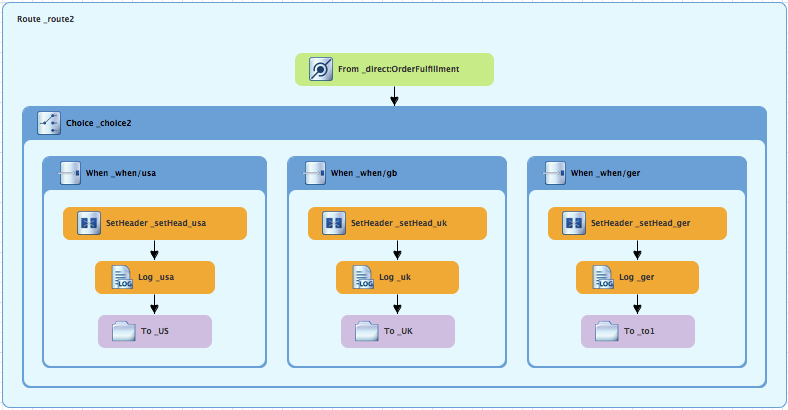 Route _route2
From _direct:OrderFulfillment
Choice _choice2
When _when/usa
When _when/gb
When _when/ger
SetHeader _setHead_usa
SetHeader _setHead_uk
SetHeader _setHead_ger
LOG Log _usa
LOG Log _uk
LOG Log _ger
To _US
To _UK
To _to1